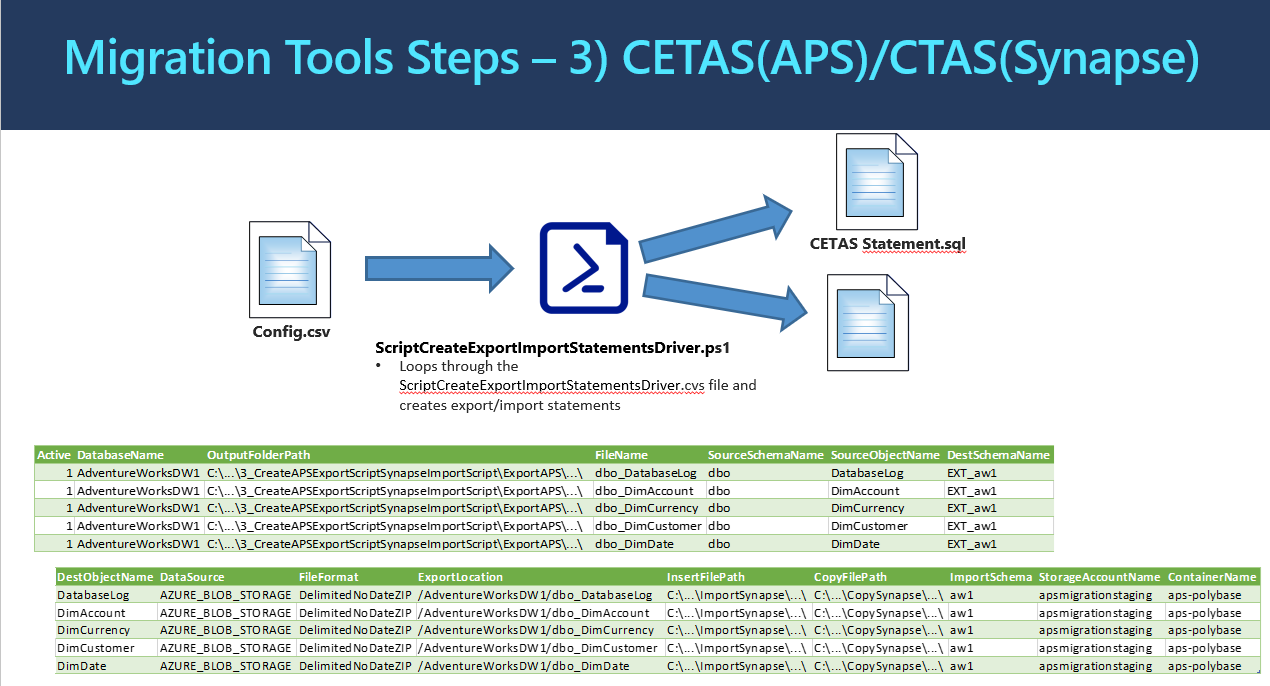 Migration Tools Steps – 3) CETAS(APS)/CTAS(Synapse)
CETAS Statement.sql
Config.csv
ScriptCreateExportImportStatementsDriver.ps1
• Loops through the
ScriptCreateExportImportStatementsDriver.cvs file and
creates export/import statements
Active DatabaseName OutputFolderPath FileName SourceSchemaName SourceObjectName DestSchemaName
1 AdventureWorksDW1 C:\...\3_CreateAPSExportScriptSynapseImportScript\ExportAPS\...\ dbo_DatabaseLog dbo DatabaseLog EXT_aw1
1 AdventureWorksDW1 C:\...\3_CreateAPSExportScriptSynapseImportScript\ExportAPS\...\ dbo_DimAccount dbo DimAccount EXT_aw1
1 AdventureWorksDW1 C:\...\3_CreateAPSExportScriptSynapseImportScript\ExportAPS\...\ dbo_DimCurrency dbo DimCurrency EXT_aw1
1 AdventureWorksDW1 C:\...\3_CreateAPSExportScriptSynapseImportScript\ExportAPS\...\ dbo_DimCustomer dbo DimCustomer EXT_aw1
1 AdventureWorksDW1 C:\...\3_CreateAPSExportScriptSynapseImportScript\ExportAPS\...\ dbo_DimDate dbo DimDate EXT_aw1
DestObjectName DataSource FileFormat ExportLocation InsertFilePath CopyFilePath ImportSchema StorageAccountName ContainerName
DatabaseLog AZURE_BLOB_STORAGE DelimitedNoDateZIP /AdventureWorksDW1/dbo_DatabaseLog C:\...\ImportSynapse\...\ C:\...\CopySynapse\...\ aw1 apsmigrationstaging aps-polybase
DimAccount AZURE_BLOB_STORAGE DelimitedNoDateZIP /AdventureWorksDW1/dbo_DimAccount C:\...\ImportSynapse\...\ C:\...\CopySynapse\...\ aw1 apsmigrationstaging aps-polybase
DimCurrency AZURE_BLOB_STORAGE DelimitedNoDateZIP /AdventureWorksDW1/dbo_DimCurrency C:\...\ImportSynapse\...\ C:\...\CopySynapse\...\ aw1 apsmigrationstaging aps-polybase
DimCustomer AZURE_BLOB_STORAGE DelimitedNoDateZIP /AdventureWorksDW1/dbo_DimCustomer C:\...\ImportSynapse\...\ C:\...\CopySynapse\...\ aw1 apsmigrationstaging aps-polybase
DimDate AZURE_BLOB_STORAGE DelimitedNoDateZIP /AdventureWorksDW1/dbo_DimDate C:\...\ImportSynapse\...\ C:\...\CopySynapse\...\ aw1 apsmigrationstaging aps-polybase